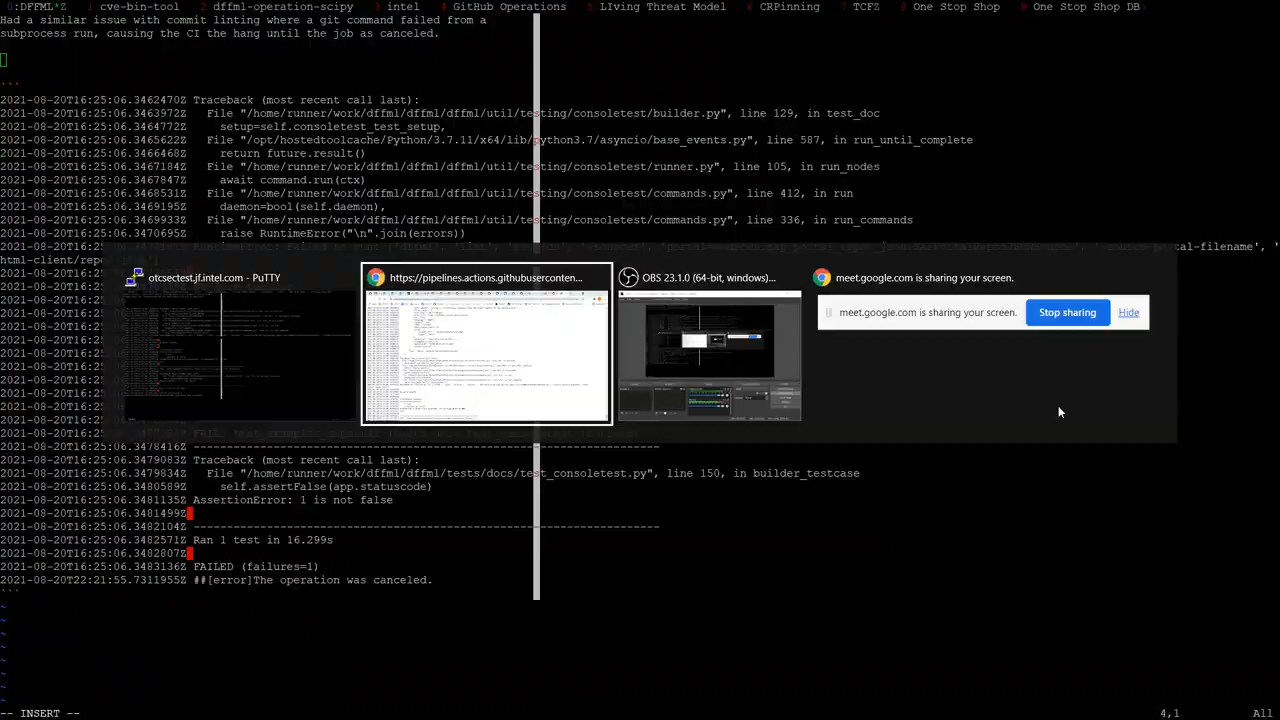 0:DFFML*Z 1 cve-bin-tool 2 dffml-operation-scipy 3 intel 4 GitHub Operations 5 LIving Threat Model 6 CRPinning 7 TCFZ 8 One Stop Shop 9 One Stop Shop DB>
Had a similar issue with commit linting where a git command failed from a
subprocess run, causing the CI the hang until the job as canceled.
```
2021-08-20T16:25:06.3462470Z Traceback (most recent call last):
2021-08-20T16:25:06.3463972Z   File "/home/runner/work/dffml/dffml/dffml/util/testing/consoletest/builder.py", line 129, in test_doc
2021-08-20T16:25:06.3464772Z     setup=self.consoletest_test_setup,
2021-08-20T16:25:06.3465622Z   File "/opt/hostedtoolcache/Python/3.7.11/x64/lib/python3.7/asyncio/base_events.py", line 587, in run_until_complete
2021-08-20T16:25:06.3466468Z     return future.result()
2021-08-20T16:25:06.3467184Z   File "/home/runner/work/dffml/dffml/dffml/util/testing/consoletest/runner.py", line 105, in run_nodes
2021-08-20T16:25:06.3467847Z     await command.run(ctx)
2021-08-20T16:25:06.3468531Z   File "/home/runner/work/dffml/dffml/dffml/util/testing/consoletest/commands.py", line 412, in run
2021-08-20T16:25:06.3469195Z     daemon=bool(self.daemon),
2021-08-20T16:25:06.3469933Z   File "/home/runner/work/dffml/dffml/dffml/util/testing/consoletest/commands.py", line 336, in run_commands
2021-08-20T16:25:06.3470695Z     raise RuntimeError("\n".join(errors))
html-client/repo
otcsectest.jf.intel.com - PuTTY
https://pipelines.actions.githubuserconten...
OBS 23.1.0 (64-bit, windows)...
meet.google.com is sharing your screen.
meet.google.com is sharing your screen. Stop sharing Hide
2021-08-20T16:25:06.3478416Z ----------------------------------------------------------------------
2021-08-20T16:25:06.3479083Z Traceback (most recent call last):
2021-08-20T16:25:06.3479834Z   File "/home/runner/work/dffml/dffml/tests/docs/test_consoletest.py", line 150, in builder_testcase
2021-08-20T16:25:06.3480589Z     self.assertFalse(app.statuscode)
2021-08-20T16:25:06.3481135Z AssertionError: 1 is not false
2021-08-20T16:25:06.3481499Z
2021-08-20T16:25:06.3482104Z ----------------------------------------------------------------------
2021-08-20T16:25:06.3482571Z Ran 1 test in 16.299s
2021-08-20T16:25:06.3482807Z
2021-08-20T16:25:06.3483136Z FAILED (failures=1)
2021-08-20T22:21:55.7311955Z ##[error]The operation was canceled.
```
~
~
~
~
~
~
~
~
-- INSERT -- 4,1 All